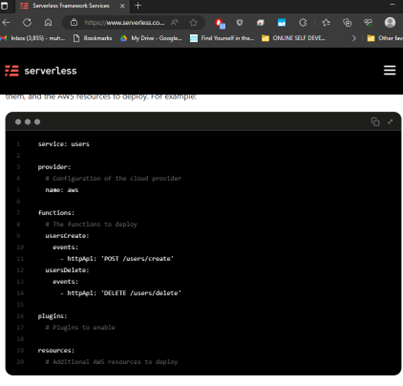 Serverless Framework Services
https://www.serverless.co...
Inbox (3,855) - muh...
Bookmarks
My Drive - Google...
Find Yourself in the...
ONLINE SELF DEVE...
Other fav
serverless
them, and the AWS resources to deploy. For example:
1 service: users
2
3 provider:
4 # Configuration of the cloud provider
5 name: aws
6
7 functions:
8 # The functions to deploy
9 usersCreate:
10 events:
11 - httpApi: 'POST /users/create'
12 usersDelete:
13 events:
14 - httpApi: 'DELETE /users/delete'
15
16 plugins:
17 # Plugins to enable
18
19 resources:
20 # Additional AWS resources to deploy